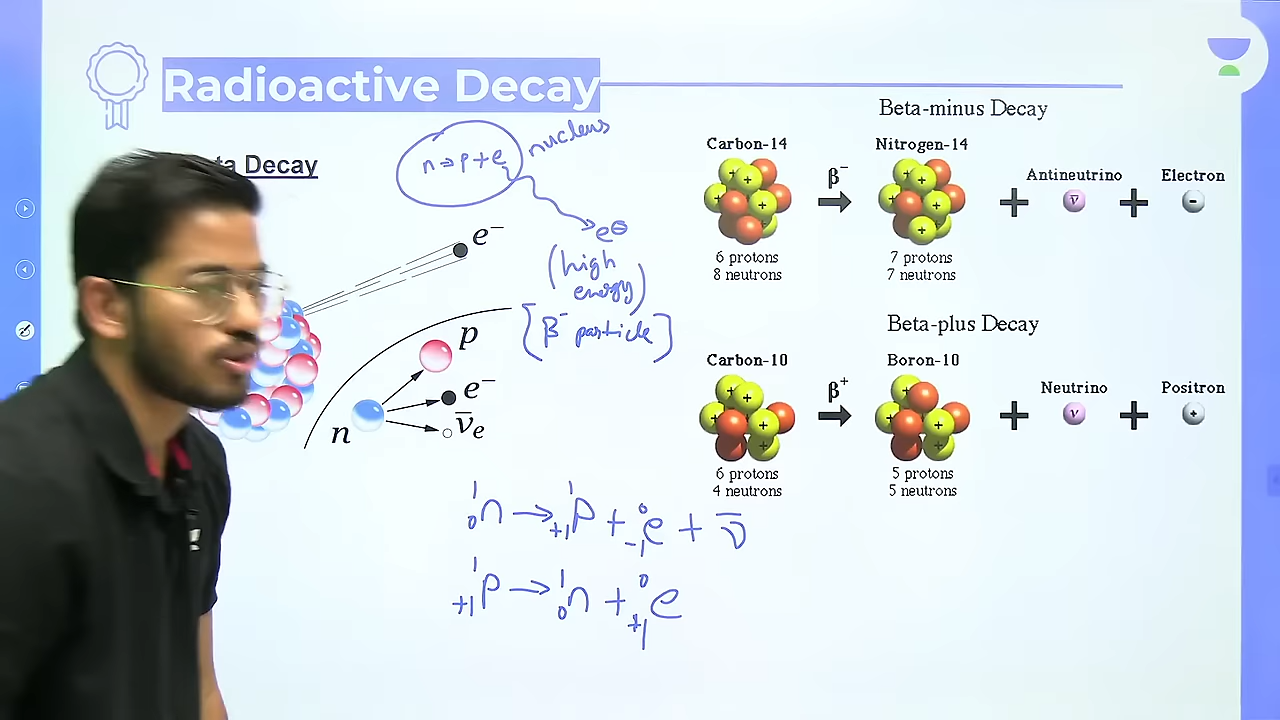 Radioactive Decay
ta Decay
n → p + e
nucleus
e⊖
(high
energy)
[β⁻ particle]
e⁻
p
e⁻
ν̄e
n
Beta-minus Decay
Carbon-14
β⁻
Nitrogen-14
Antineutrino
Electron
+ ν̄ + -
6 protons
8 neutrons
7 protons
7 neutrons
Beta-plus Decay
Carbon-10
β⁺
Boron-10
Neutrino
Positron
+ ν + +
6 protons
4 neutrons
5 protons
5 neutrons
¹₀n → ¹₊₁p + ⁰₋₁e + ν̄
¹₊₁p → ¹₀n + ⁰₊₁e